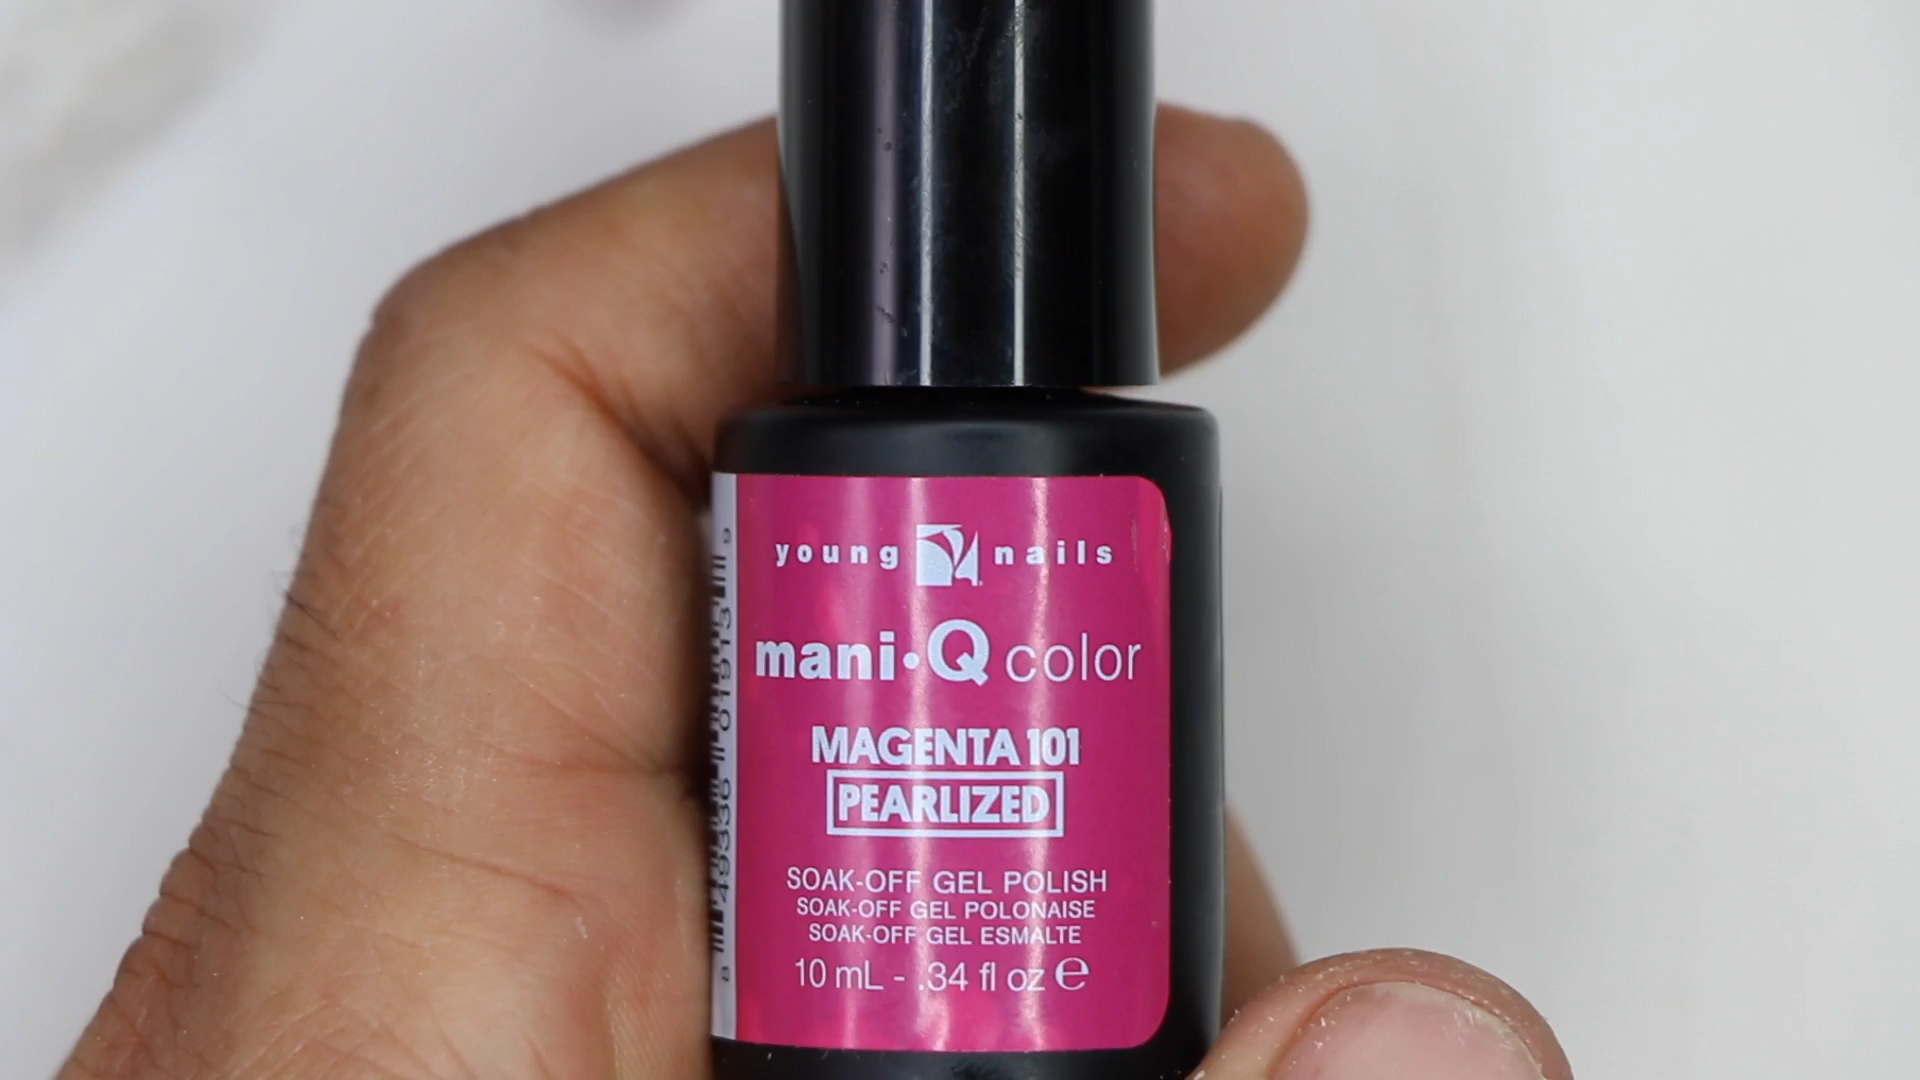 young nails
mani•Q color
MAGENTA 101
PEARLIZED
SOAK-OFF GEL POLISH
SOAK-OFF GEL POLONAISE
SOAK-OFF GEL ESMALTE
10 mL - .34 fl oz ℮